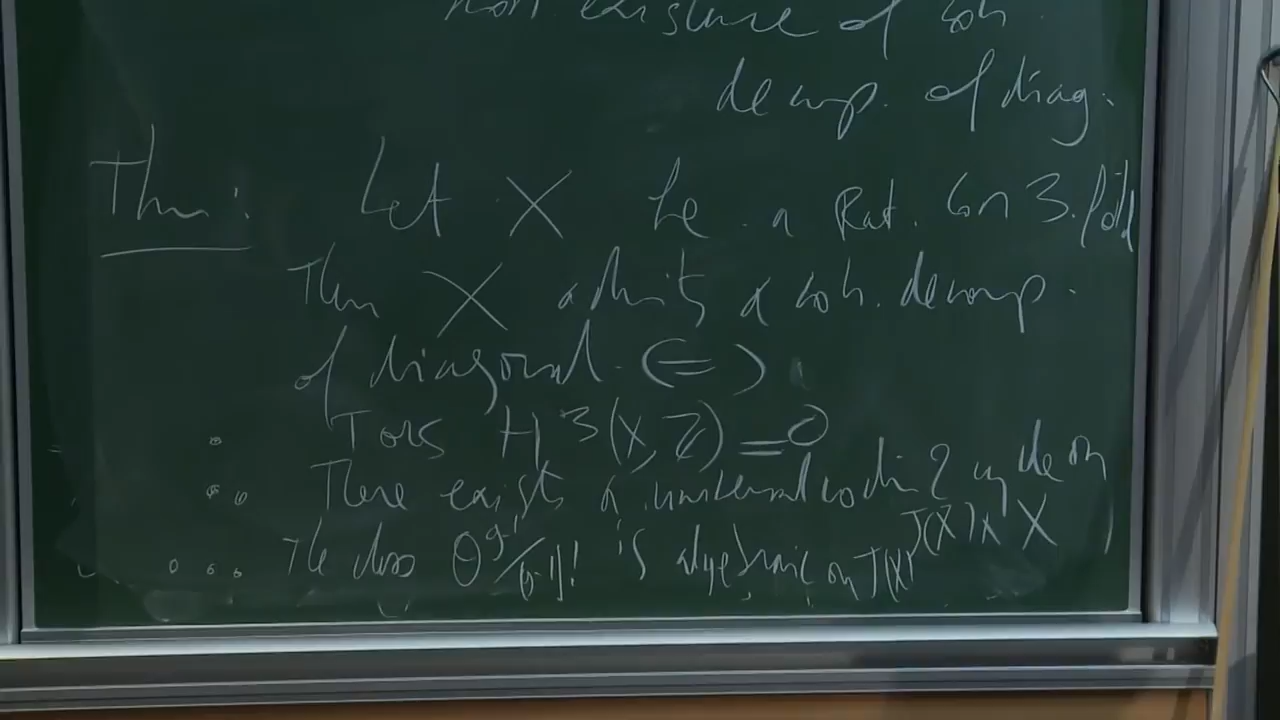 non existence of coh.
decomp. of diag.
Thm: Let X be a Rat. Con 3.fold
Then X admits a coh. decomp.
of diagonal. (=)
• Tors H^3(X,Z)=0
•• There exists a universal codim 2 cycle on
J(X) x X
••• The class θ^{g-1}/(g-1)! is algebraic on J(X)